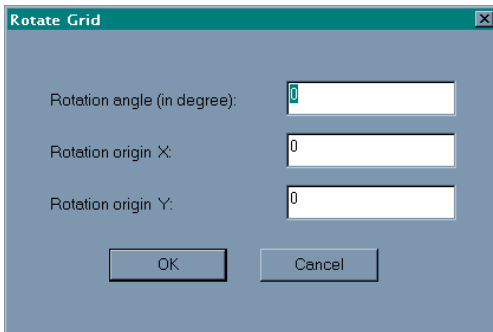 Rotate Grid
Rotation angle (in degree):
0
Rotation origin X:
0
Rotation origin Y:
0
OK
Cancel